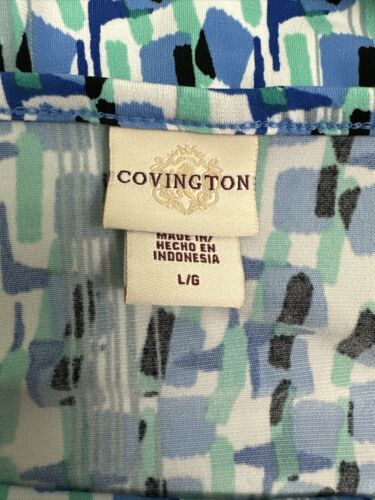 COVINGTON
MADE IN/
HECHO EN
INDONESIA
L/G